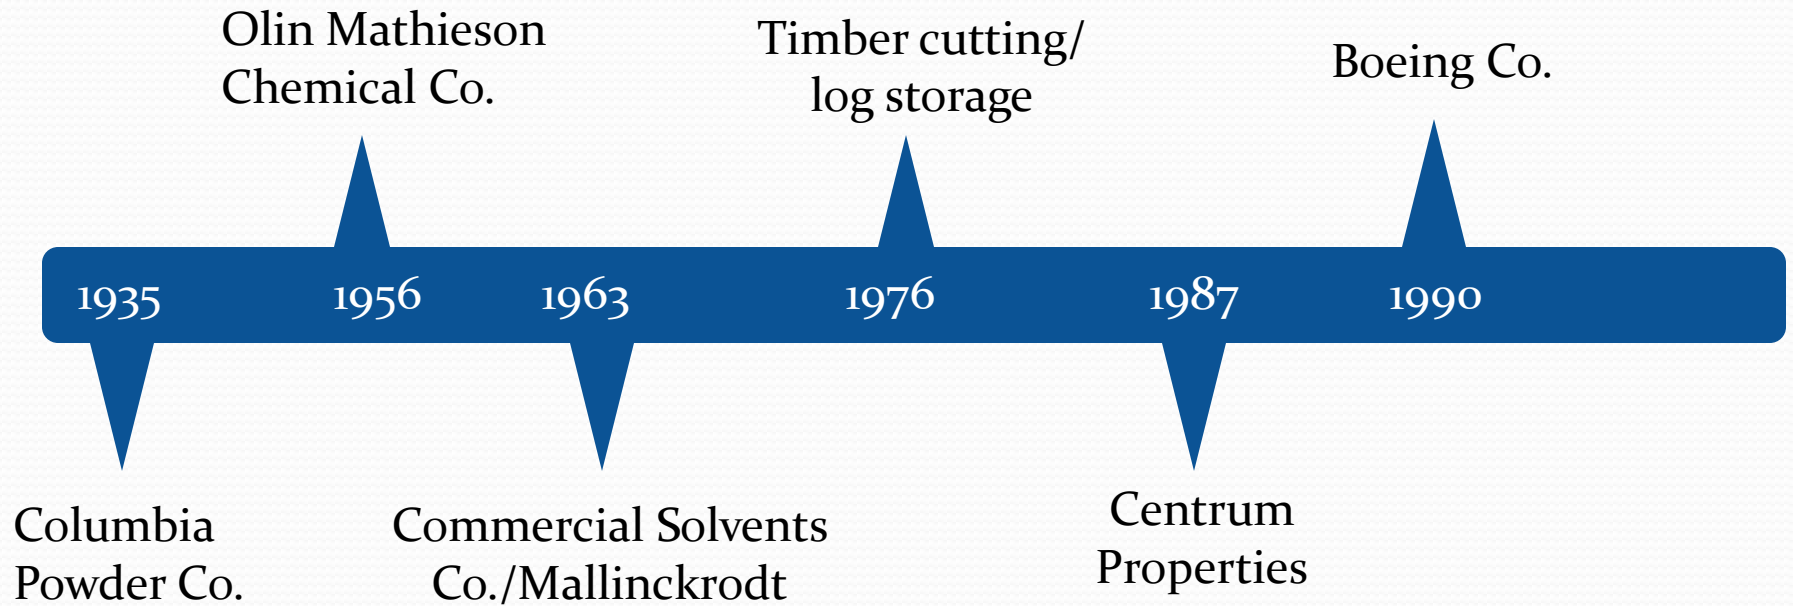 Olin Mathieson
Chemical Co.
Timber cutting/
log storage
Boeing Co.
1935
1956
1963
1976
1987
1990
Columbia
Powder Co.
Commercial Solvents
Co./Mallinckrodt
Centrum
Properties